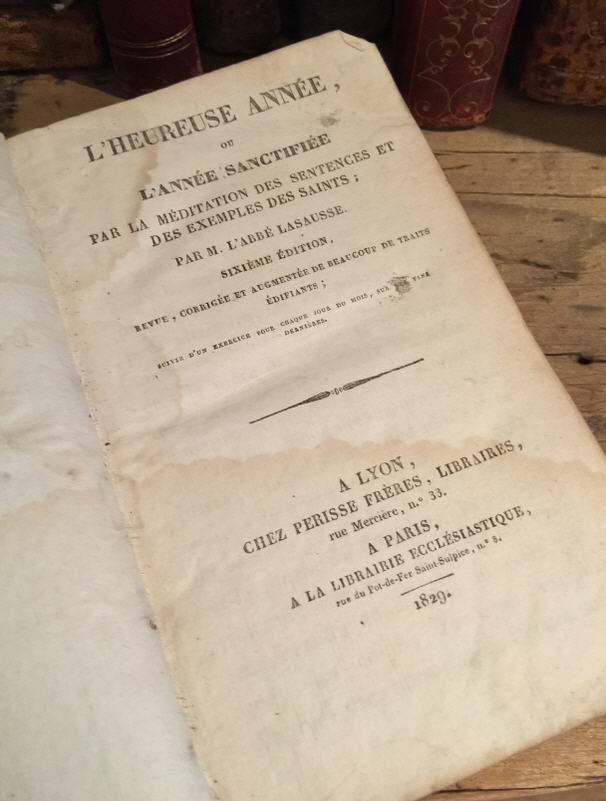 L'HEUREUSE ANNÉE,
OU
L'ANNÉE SANCTIFIÉE
PAR LA MÉDITATION DES SENTENCES ET
DES EXEMPLES DES SAINTS;
PAR M. L'ABBÉ LASAUSSE.
SIXIÈME ÉDITION,
REVUE, CORRIGÉE ET AUGMENTÉE DE BEAUCOUP DE TRAITS
ÉDIFIANTS;
SUIVIE D'UN EXERCICE POUR CHAQUE JOUR DU MOIS, SUR FINS
DERNIÈRES.
A LYON,
CHEZ PERISSE FRÈRES, LIBRAIRES,
rue Mercière, n.º 33.
A PARIS,
A LA LIBRAIRIE ECCLÉSIASTIQUE,
rue du Pot-de-Fer Saint-Sulpice, n.º 8.
1829.